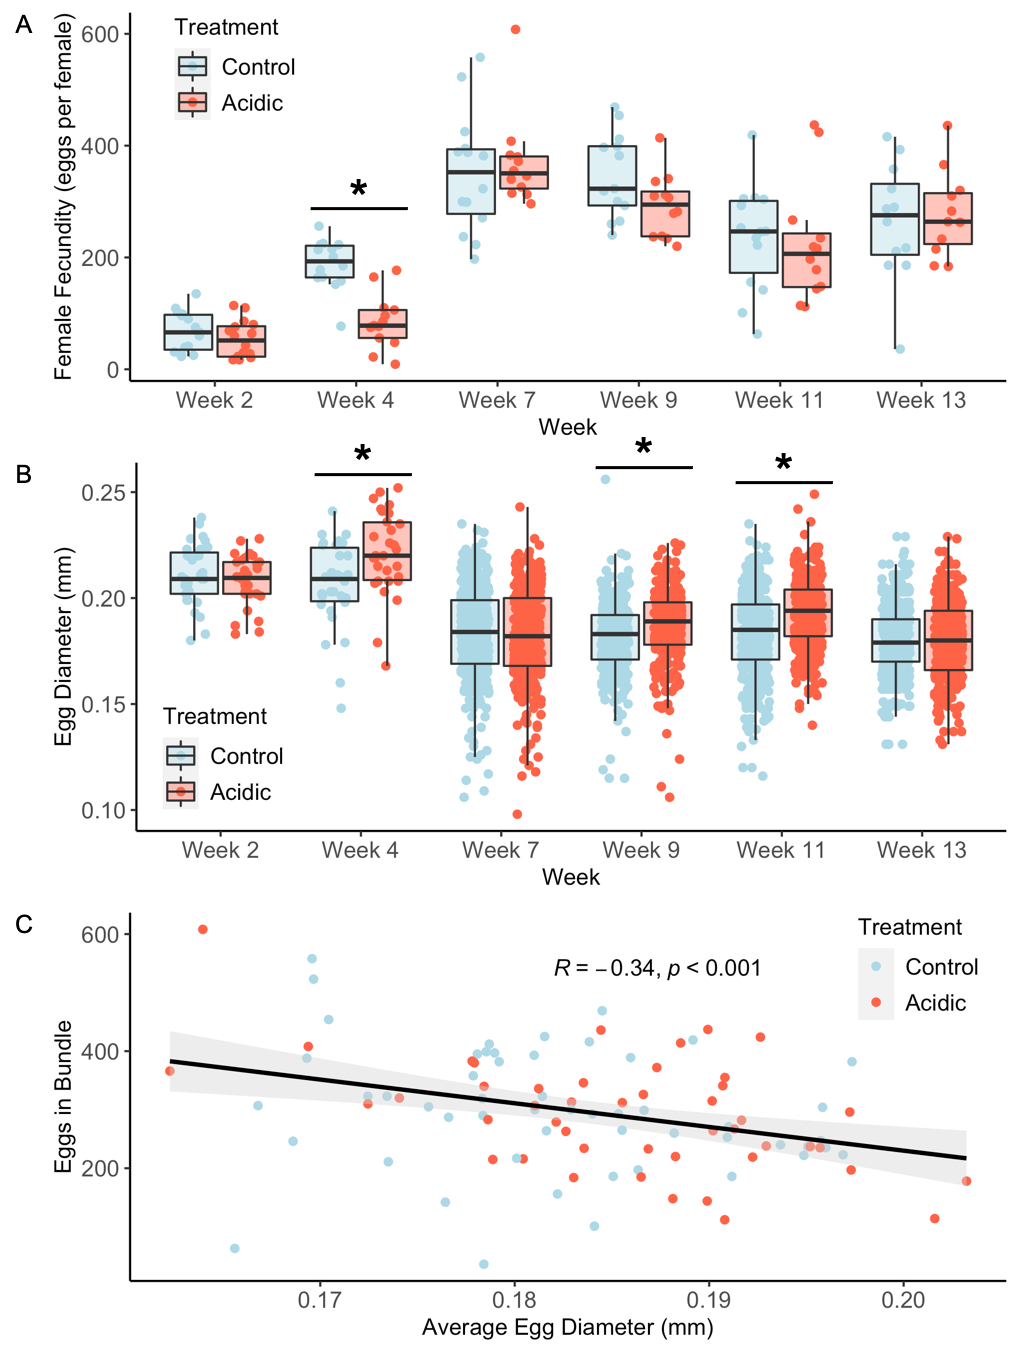 A
Treatment
Control
Acidic
Female Fecundity (eggs per female)
600
400
200
0
*
Week 2
Week 4
Week 7
Week 9
Week 11
Week 13
Week
B
*
*
*
Egg Diameter (mm)
0.25
0.20
0.15
0.10
Treatment
Control
Acidic
Week 2
Week 4
Week 7
Week 9
Week 11
Week 13
Week
C
Eggs in Bundle
600
400
200
R = −0.34, p < 0.001
Treatment
Control
Acidic
0.17
0.18
0.19
0.20
Average Egg Diameter (mm)